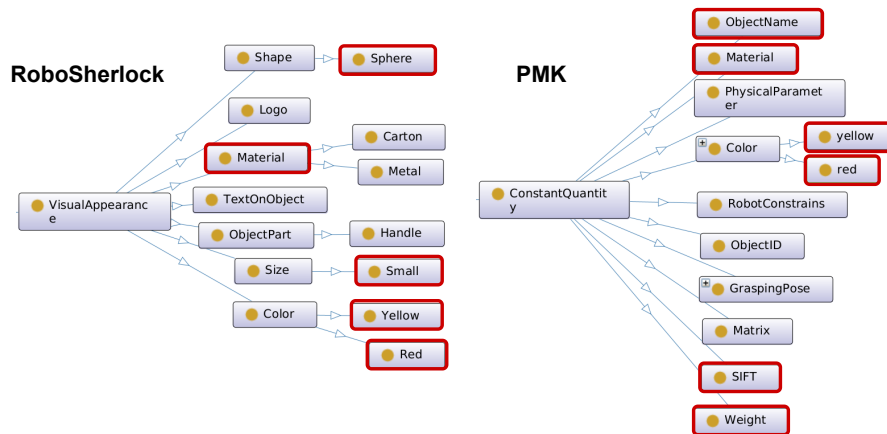 RoboSherlock
Shape
Sphere
Logo
Carton
Material
Metal
VisualAppearanc
e
TextOnObject
ObjectPart
Handle
Size
Small
Color
Yellow
Red
PMK
ObjectName
Material
PhysicalParamet
er
yellow
Color
red
ConstantQuantit
y
RobotConstrains
ObjectID
GraspingPose
Matrix
SIFT
Weight